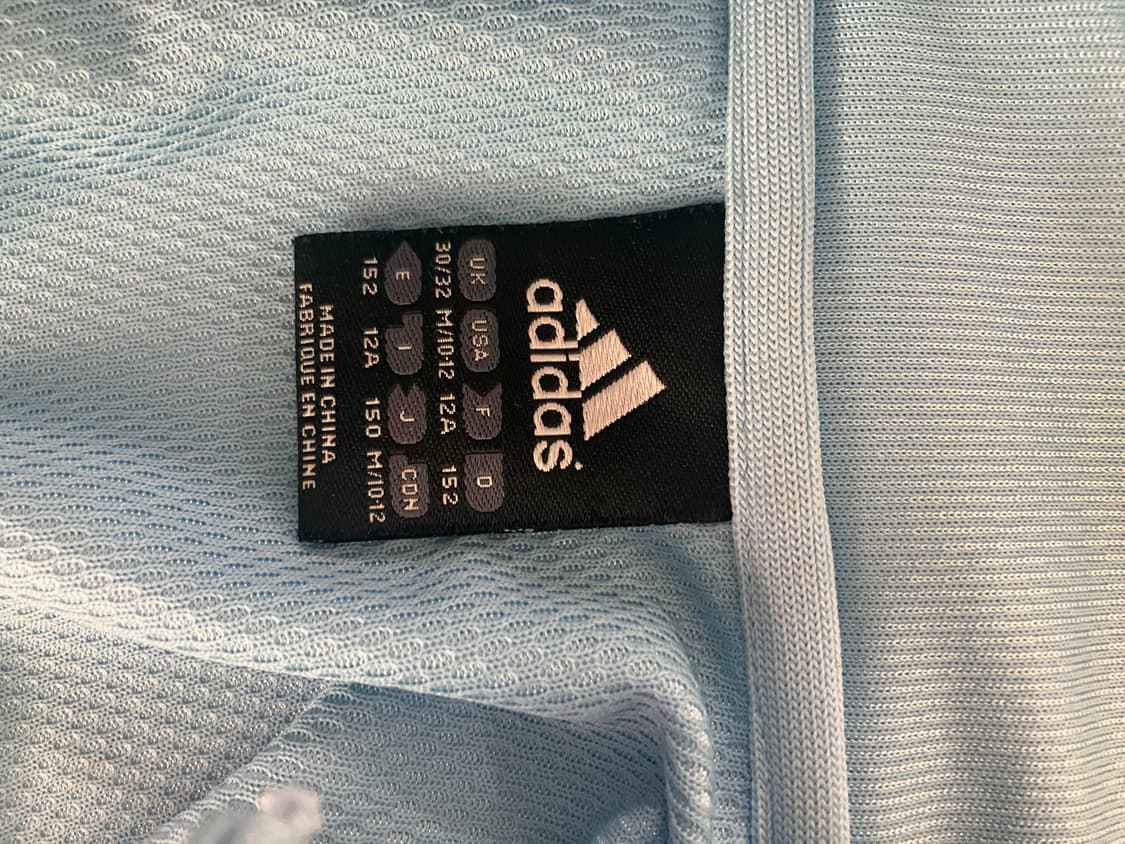 adidas
UK USA F D
30/32 M/10-12 12A 152
E I J CDN
152 12A 150 M/10-12
MADE IN CHINA
FABRIQUE EN CHINE